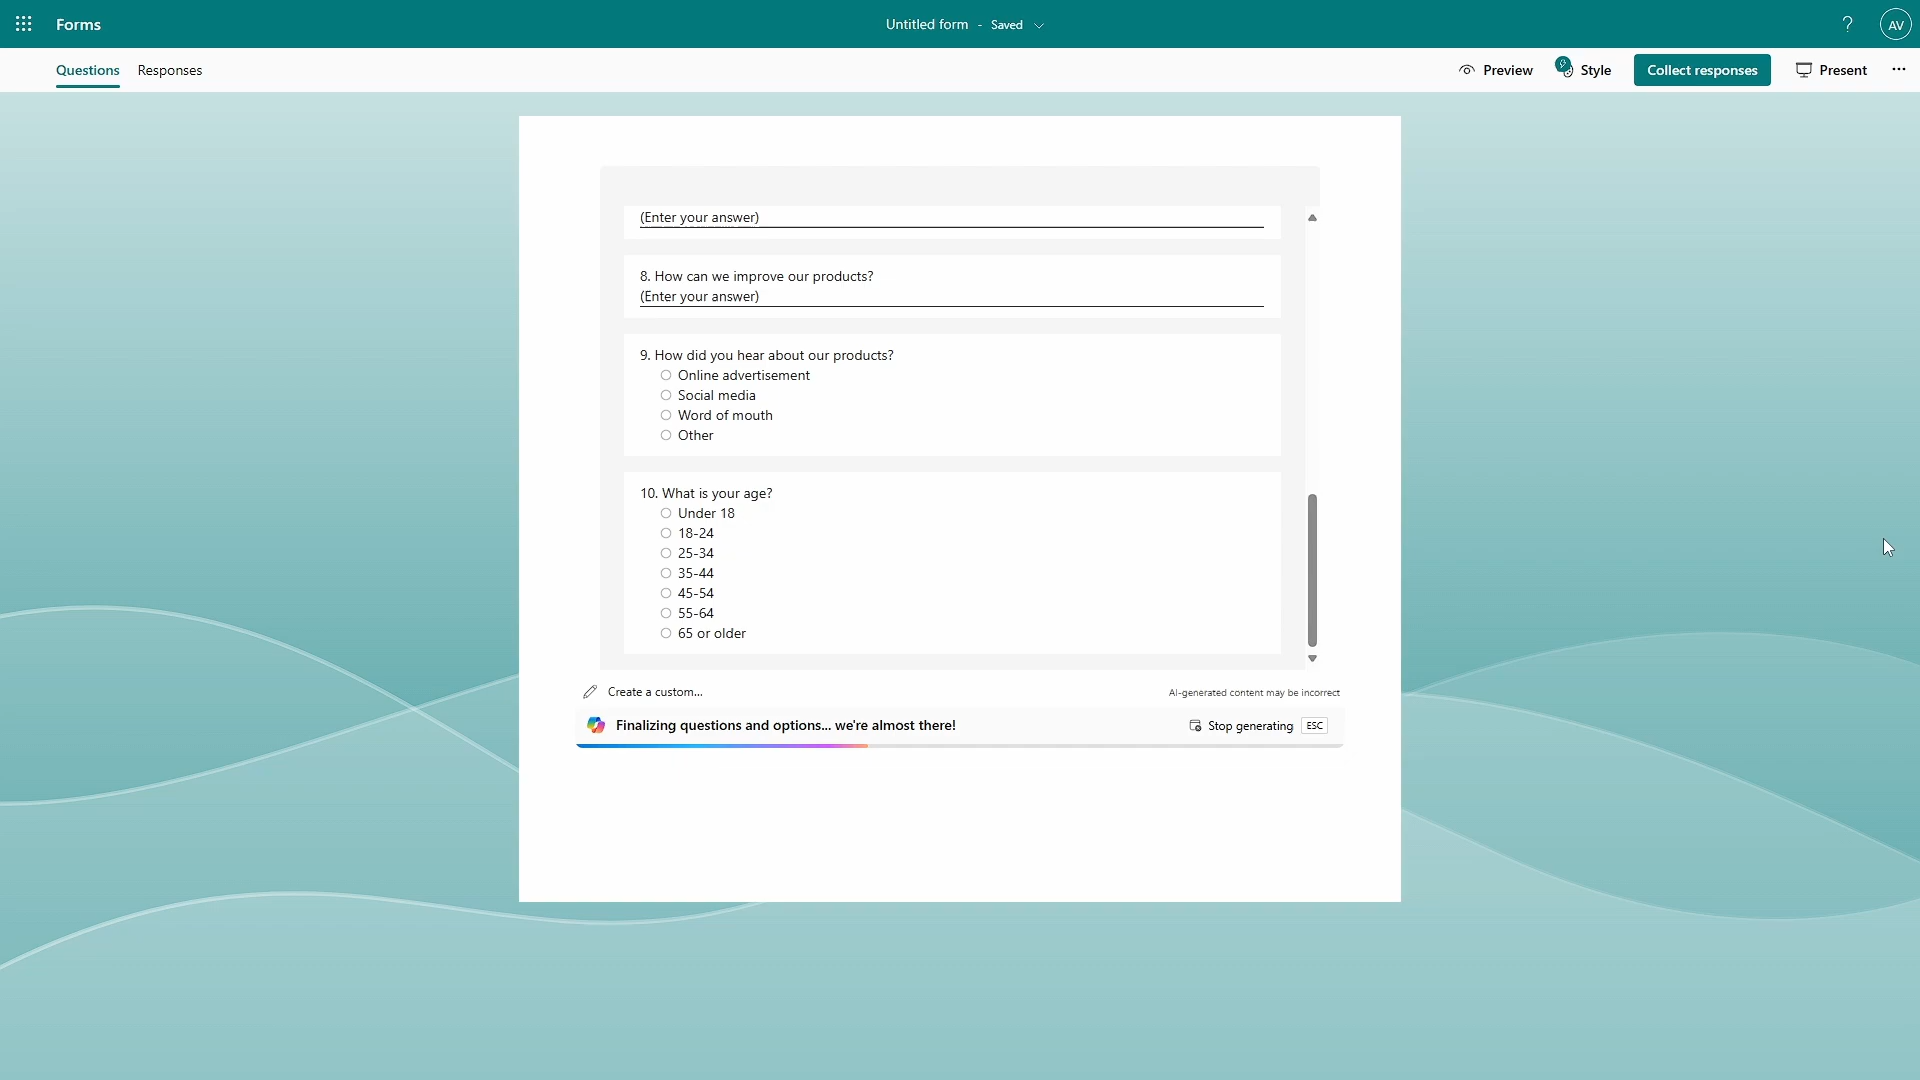 Forms
Untitled form - Saved
?
AV
Questions
Responses
Preview
Style
Collect responses
Present
(Enter your answer)
8. How can we improve our products?
(Enter your answer)
9. How did you hear about our products?
Online advertisement
Social media
Word of mouth
Other
10. What is your age?
Under 18
18-24
25-34
35-44
45-54
55-64
65 or older
Create a custom...
AI-generated content may be incorrect
Finalizing questions and options... we're almost there!
Stop generating ESC